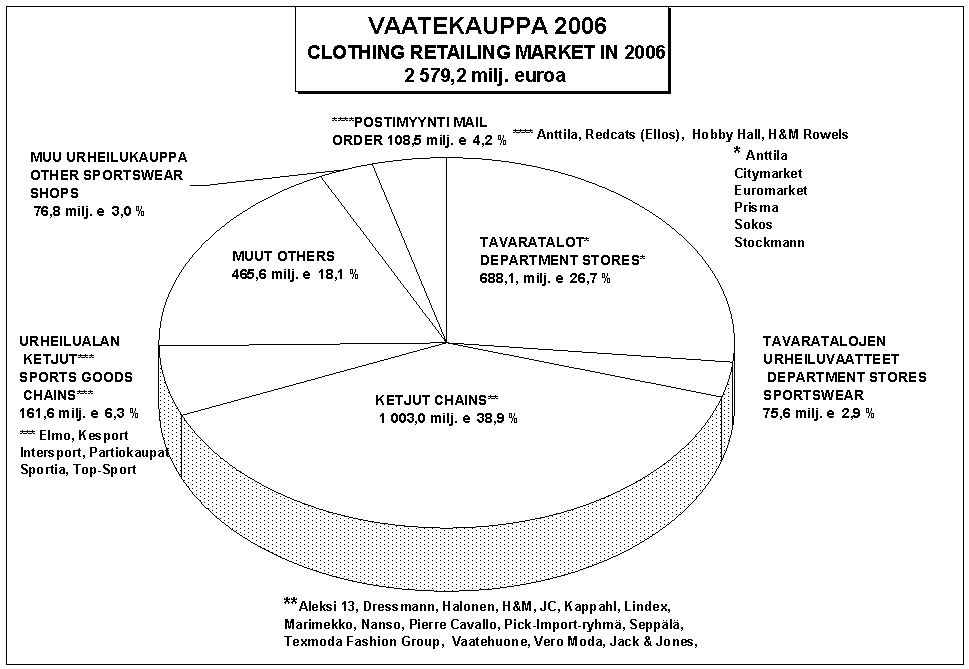 VAATEKAUPPA 2006
CLOTHING RETAILING MARKET IN 2006
2 579,2 milj. euroa
****POSTIMYYNTI MAIL
ORDER 108,5 milj. e 4,2 %
**** Anttila, Redcats (Ellos), Hobby Hall, H&M Rowels
* Anttila
Citymarket
Euromarket
Prisma
Sokos
Stockmann
MUU URHEILUKAUPPA
OTHER SPORTSWEAR
SHOPS
76,8 milj. e 3,0 %
MUUT OTHERS
465,6 milj. e 18,1 %
TAVARATALOT*
DEPARTMENT STORES*
688,1, milj. e 26,7 %
URHEILUALAN
KETJUT***
SPORTS GOODS
CHAINS***
161,6 milj. e 6,3 %
*** Elmo, Kesport
Intersport, Partiokaupat
Sportia, Top-Sport
KETJUT CHAINS**
1 003,0 milj. e 38,9 %
TAVARATALOJEN
URHEILUVAATTEET
DEPARTMENT STORES
SPORTSWEAR
75,6 milj. e 2,9 %
**Aleksi 13, Dressmann, Halonen, H&M, JC, Kappahl, Lindex,
Marimekko, Nanso, Pierre Cavallo, Pick-Import-ryhmä, Seppälä,
Texmoda Fashion Group, Vaatehuone, Vero Moda, Jack & Jones,